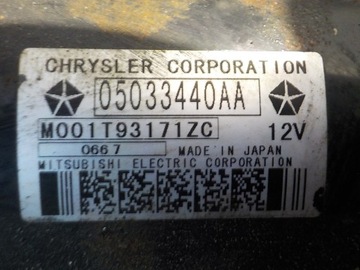 CHRYSLER CORPORATION
05033440AA
M001T93171ZC 12V
0667 MADE IN JAPAN
MITSUBISHI ELECTRIC CORPORATION